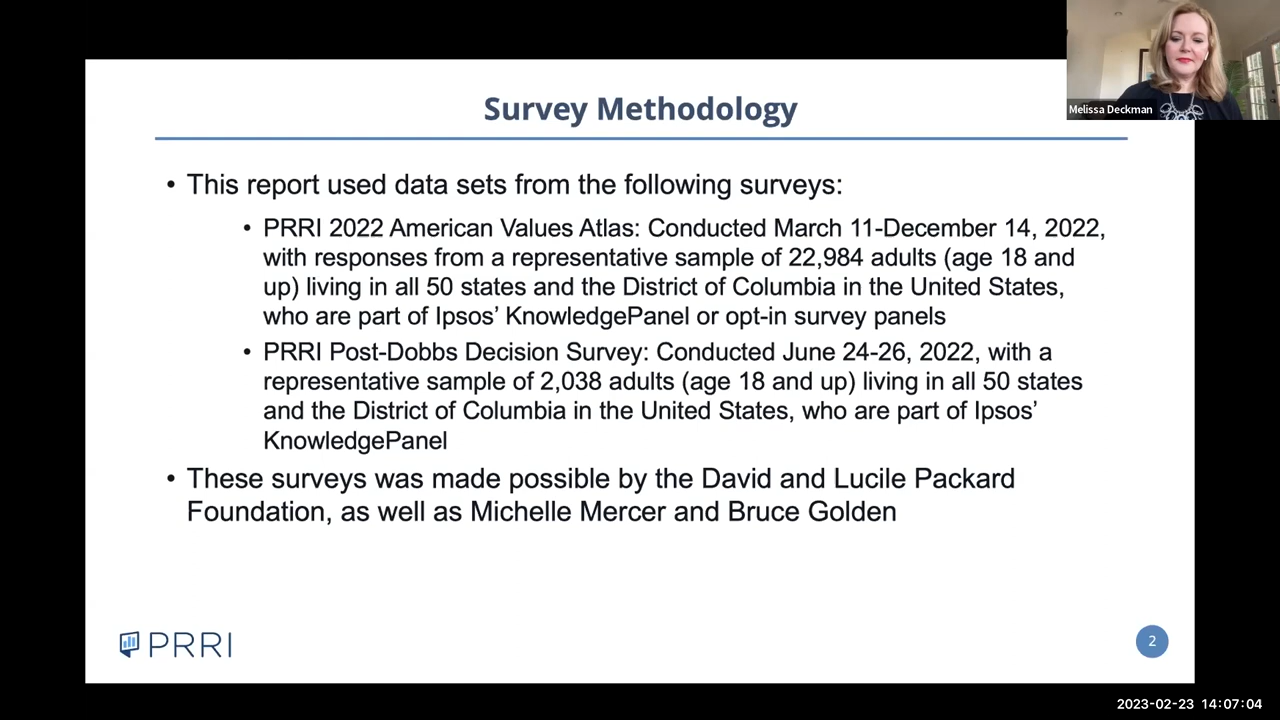 Survey Methodology
Melissa Deckman
• This report used data sets from the following surveys:
• PRRI 2022 American Values Atlas: Conducted March 11-December 14, 2022,
with responses from a representative sample of 22,984 adults (age 18 and
up) living in all 50 states and the District of Columbia in the United States,
who are part of Ipsos’ KnowledgePanel or opt-in survey panels
• PRRI Post-Dobbs Decision Survey: Conducted June 24-26, 2022, with a
representative sample of 2,038 adults (age 18 and up) living in all 50 states
and the District of Columbia in the United States, who are part of Ipsos’
KnowledgePanel
• These surveys was made possible by the David and Lucile Packard
Foundation, as well as Michelle Mercer and Bruce Golden
PRRI
2
2023-02-23 14:07:04